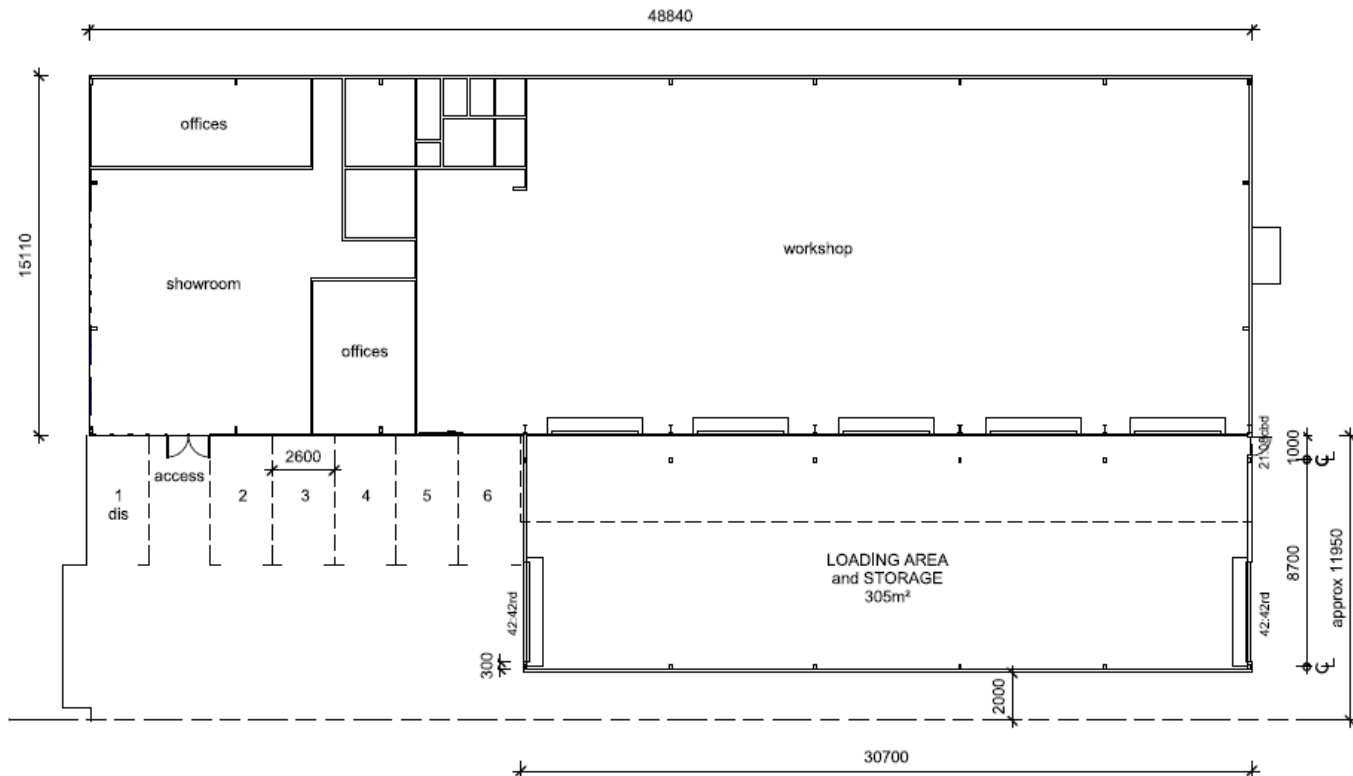 48840
offices
15110
workshop
showroom
offices
access
2600
1
dis
2
3
4
5
6
1000
LOADING AREA
and STORAGE
305m²
8700
approx 11950
42:42rd
42:42rd
300
2000
30700